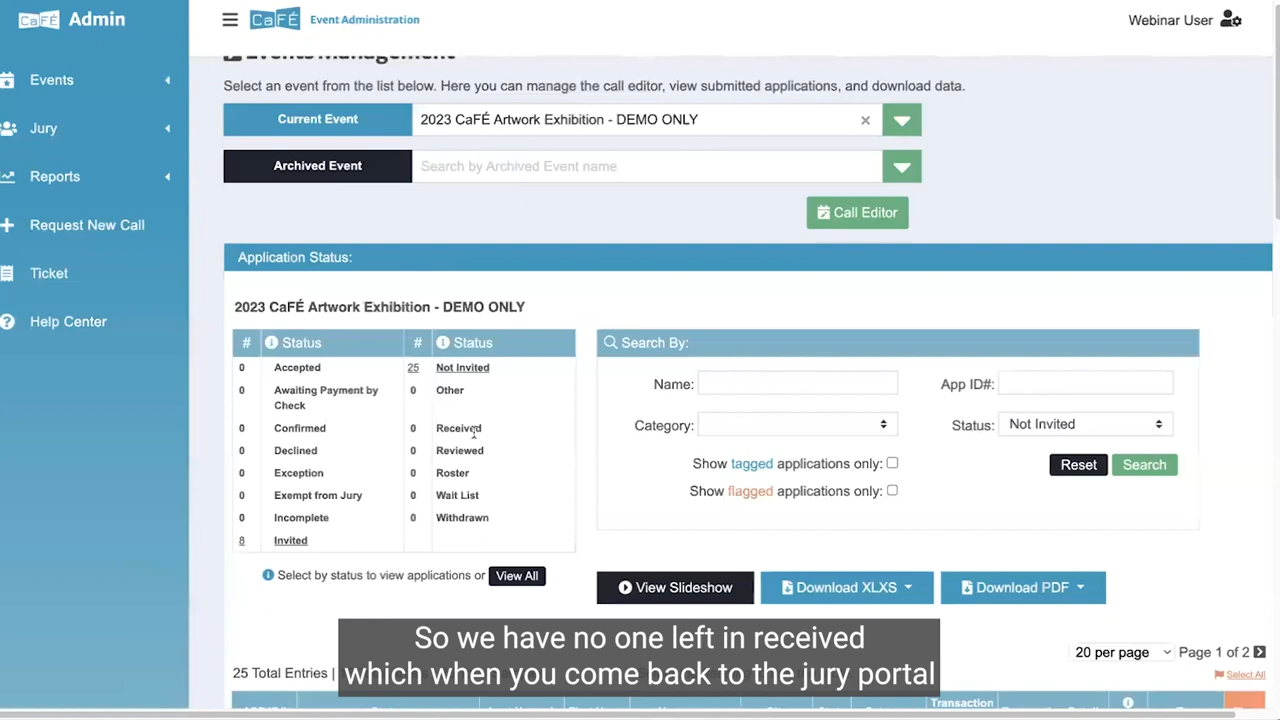 CaFÉ Admin
Events
Jury
Reports
Request New Call
Ticket
Help Center
CaFÉ Event Administration
Webinar User
Events Management
Select an event from the list below. Here you can manage the call editor, view submitted applications, and download data.
Current Event 2023 CaFÉ Artwork Exhibition - DEMO ONLY ×
Archived Event Search by Archived Event name
Call Editor
Application Status:
2023 CaFÉ Artwork Exhibition - DEMO ONLY
# Status # Status
0 Accepted 25 Not Invited
0 Awaiting Payment by Check 0 Other
0 Confirmed 0 Received
0 Declined 0 Reviewed
0 Exception 0 Roster
0 Exempt from Jury 0 Wait List
0 Incomplete 0 Withdrawn
8 Invited
Select by status to view applications or View All
Search By:
Name: App ID#:
Category: Status: Not Invited
Show tagged applications only:
Show flagged applications only:
Reset Search
View Slideshow Download XLXS Download PDF
So we have no one left in received
which when you come back to the jury portal
20 per page Page 1 of 2
25 Total Entries |
Select All
Transaction